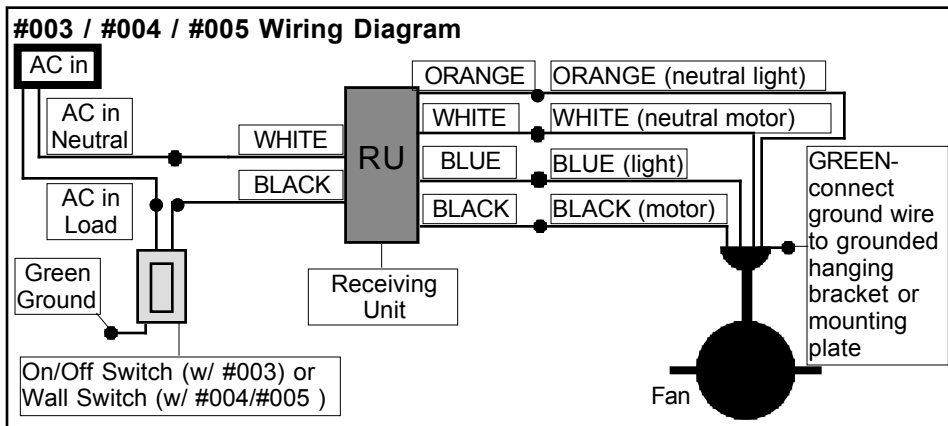 #003 / #004 / #005 Wiring Diagram
AC in
AC in
Neutral
AC in
Load
Green
Ground
On/Off Switch (w/ #003) or
Wall Switch (w/ #004/#005 )
WHITE
BLACK
RU
Receiving
Unit
ORANGE
ORANGE (neutral light)
WHITE
WHITE (neutral motor)
BLUE
BLUE (light)
BLACK
BLACK (motor)
GREEN-
connect
ground wire
to grounded
hanging
bracket or
mounting
plate
Fan